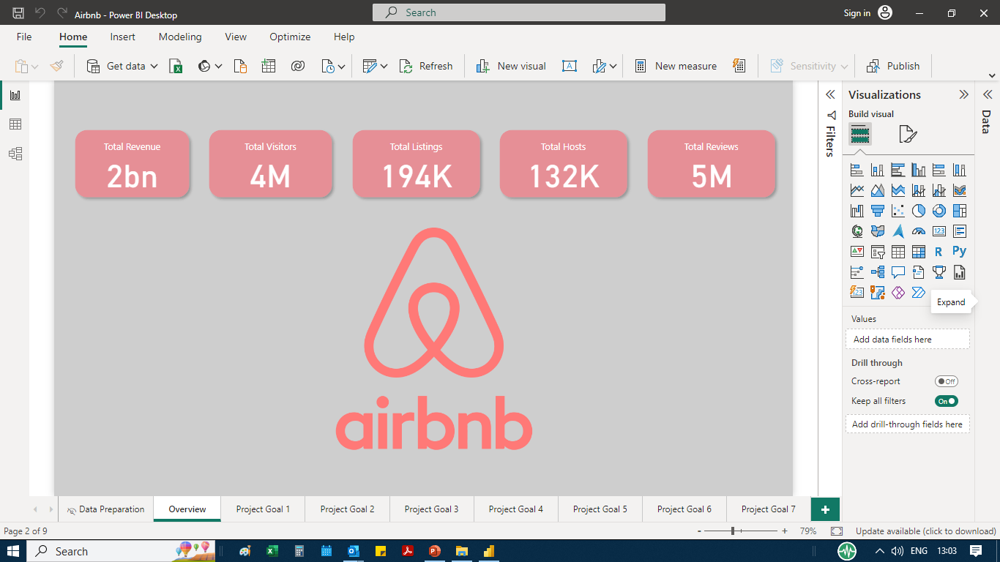 Airbnb - Power BI Desktop
Search
Sign in
File
Home
Insert
Modeling
View
Optimize
Help
Get data
Refresh
New visual
New measure
Sensitivity
Publish
Total Revenue
2bn
Total Visitors
4M
Total Listings
194K
Total Hosts
132K
Total Reviews
5M
airbnb
Filters
Visualizations
Build visual
123
R
Py
123
Expand
Values
Add data fields here
Drill through
Cross-report
Off
Keep all filters
On
Add drill-through fields here
Data
Data Preparation
Overview
Project Goal 1
Project Goal 2
Project Goal 3
Project Goal 4
Project Goal 5
Project Goal 6
Project Goal 7
+
Page 2 of 9
- + 79%
Update available (click to download)
Search
ENG
13:03